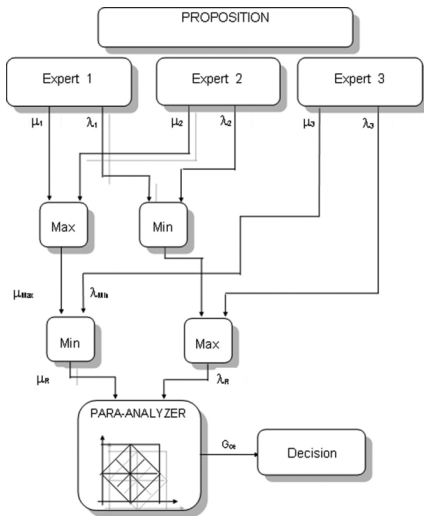 PROPOSITION
Expert 1
Expert 2
Expert 3
μ1
λ1
μ2
λ2
μ3
λ3
Max
Min
μMax
λMin
Min
Max
μR
λR
PARA-ANALYZER
Gce
Decision